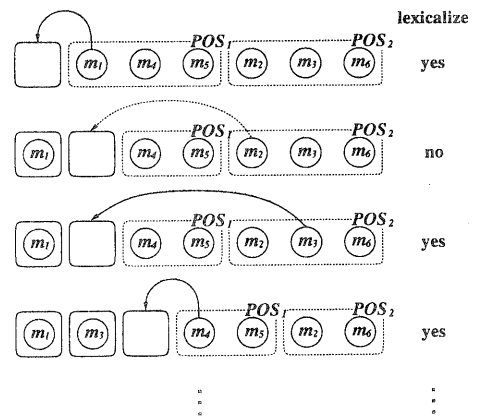 lexicalize
POS1 POS2
m1 m4 m5 m2 m3 m6 yes
POS1 POS2
m1 m4 m5 m2 m3 m6 no
POS1 POS2
m1 m4 m5 m2 m3 m6 yes
POS1 POS2
m1 m3 m4 m5 m2 m6 yes